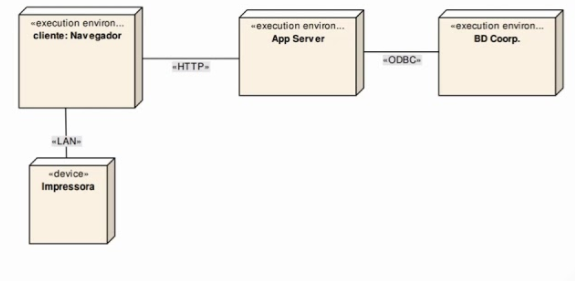 «execution environ...
cliente: Navegador
«HTTP»
«execution environ...
App Server
«ODBC»
«execution environ...
BD Coorp.
«LAN»
«device»
Impressora